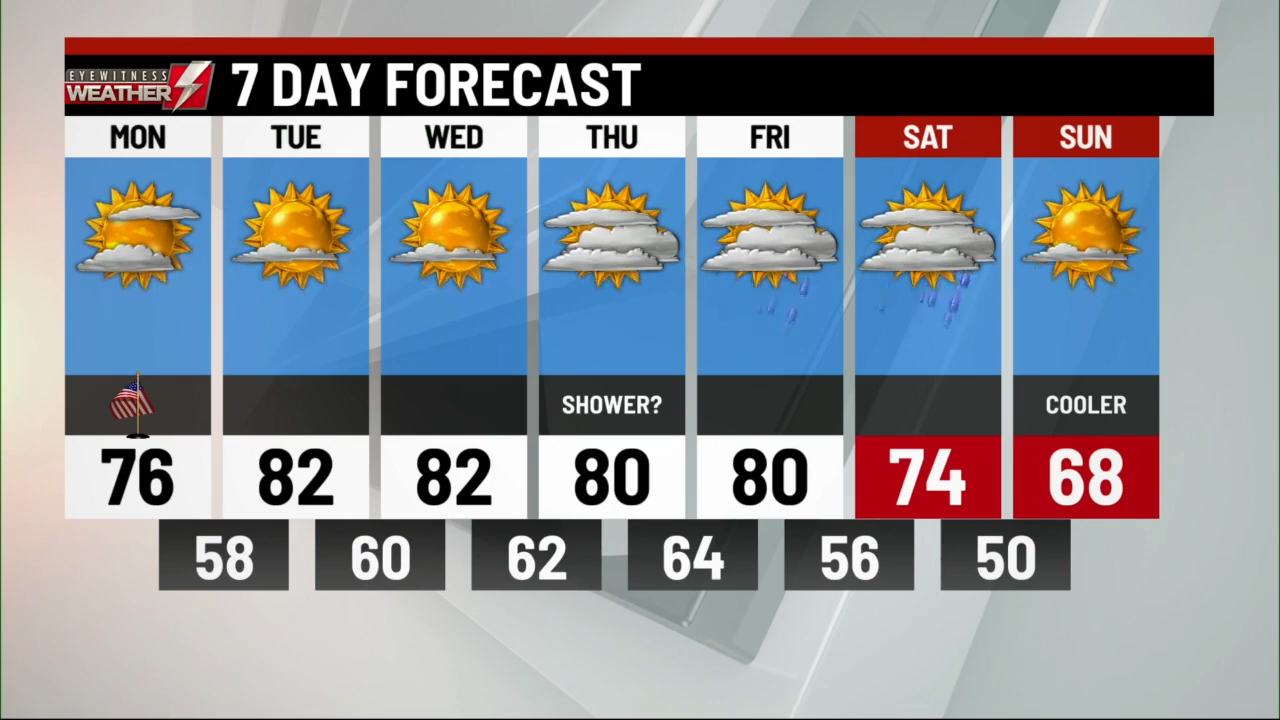 EYEWITNESS
WEATHER
7 DAY FORECAST
MON TUE WED THU FRI SAT SUN
SHOWER? COOLER
76 82 82 80 80 74 68
58 60 62 64 56 50